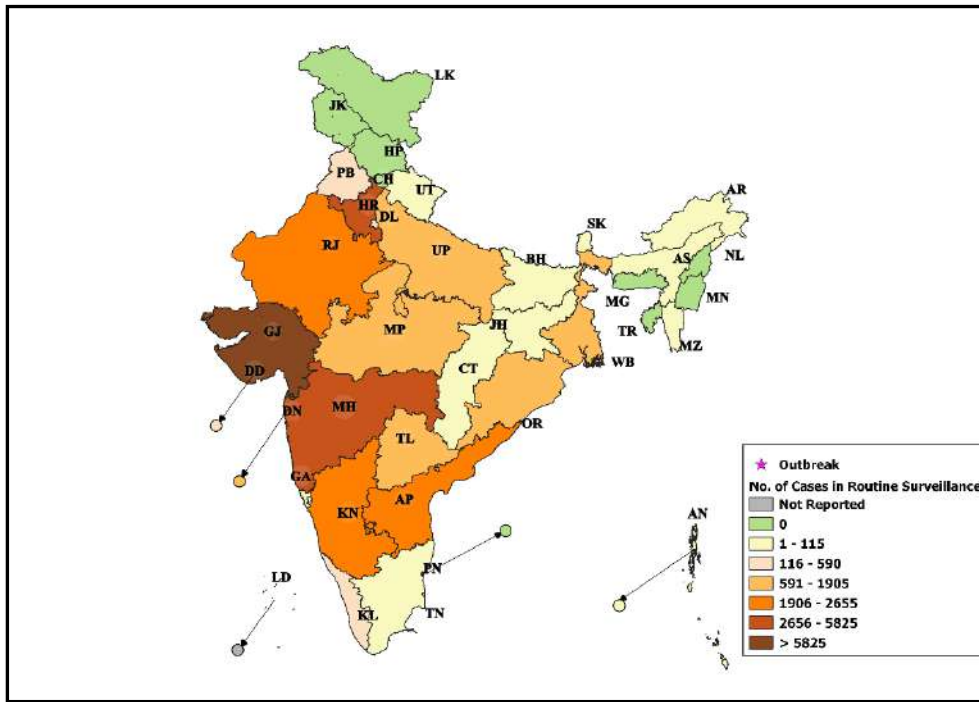 LK
JK
HP
PB
CH
UT
AR
HR
DL
SK
RJ
UP
BH
AS
NL
MG
MN
GJ
MP
JH
TR
MZ
DD
CT
WB
DN
MH
OR
TL
GA
AP
KN
AN
PN
LD
KL
TN
Outbreak
No. of Cases in Routine Surveillance
Not Reported
0
1 - 115
116 - 590
591 - 1905
1906 - 2655
2656 - 5825
> 5825